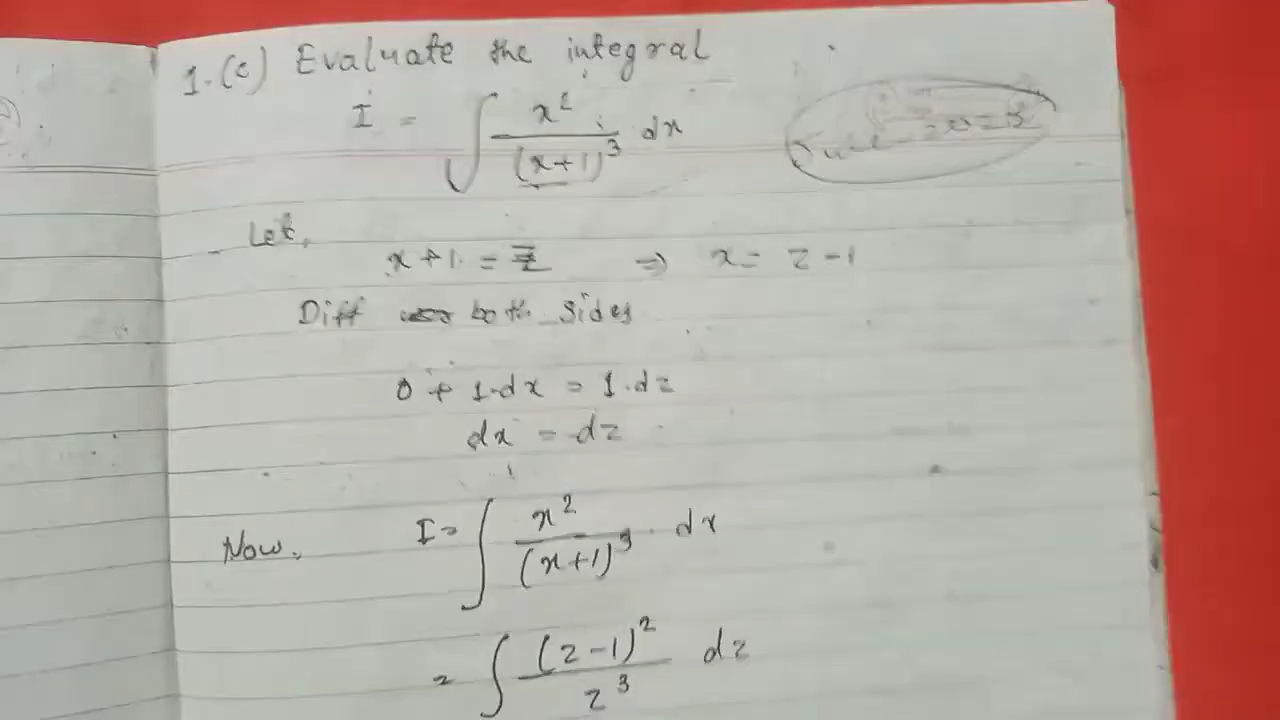 1.(c) Evaluate the integral
I = ∫ x²/(x+1)³ dx
Let,
x+1 = z ⇒ x = z-1
Diff both sides
0 + 1·dx = 1·dz
dx = dz
Now, I = ∫ x²/(x+1)³ · dx
= ∫ (z-1)²/z³ dz